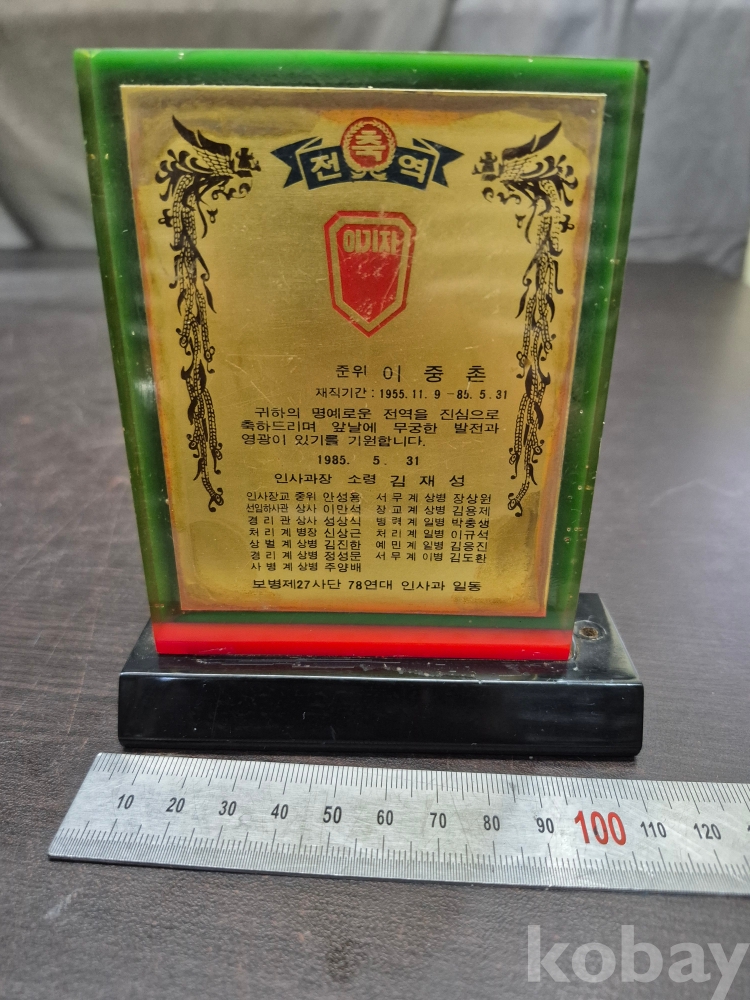 축
전 역
이기자
준위 이 중 촌
재직기간 : 1955. 11. 9 - 85. 5. 31
귀하의 명예로운 전역을 진심으로
축하드리며 앞날에 무궁한 발전과
영광이 있기를 기원합니다.
1985. 5. 31
인사과장 소령 김 재 성
인사장교 중위 안성용 서 무 계 상병 장상원
선임하사관 상사 이만석 장 교 계 상병 김용제
경 리 관 상사 성상식 병 력 계 일병 박충생
처 리 계 병장 신상근 처 리 계 일병 이규석
상 벌 계 상병 김진한 예 민 계 일병 김응진
경 리 계 상병 정성문 서 무 계 이병 김도환
사 병 계 상병 주양배
보병제27사단 78연대 인사과 일동
10 20 30 40 50 60 70 80 90 100 110 120
kobay